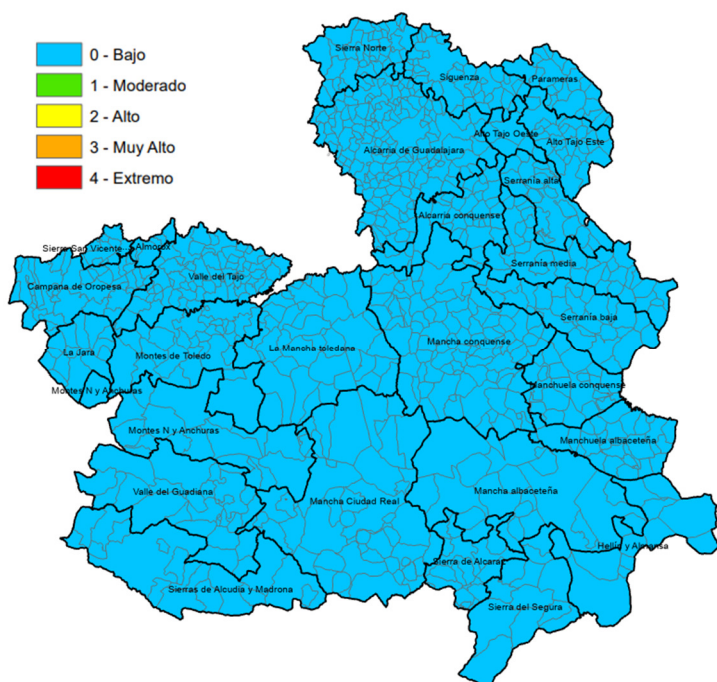 0 - Bajo
1 - Moderado
2 - Alto
3 - Muy Alto
4 - Extremo
Sierra Norte
Siguenza
Parameras
Alto Tajo Oeste
Alto Tajo Este
Alcarria de Guadalajara
Serranía alta
Alcarria conquense
Sierra San Vicente
Almorox
Valle del Tajo
Serranía media
Campana de Oropesa
Serranía baja
La Jara
Montes de Toledo
La Mancha toledana
Mancha conquense
Montes N y Anchuras
Manchuela conquense
Montes N y Anchuras
Manchuela albaceteña
Valle del Guadiana
Mancha Ciudad Real
Mancha albaceteña
Hellín y Almansa
Sierra de Alcaraz
Sierras de Alcudia y Madrona
Sierra del Segura